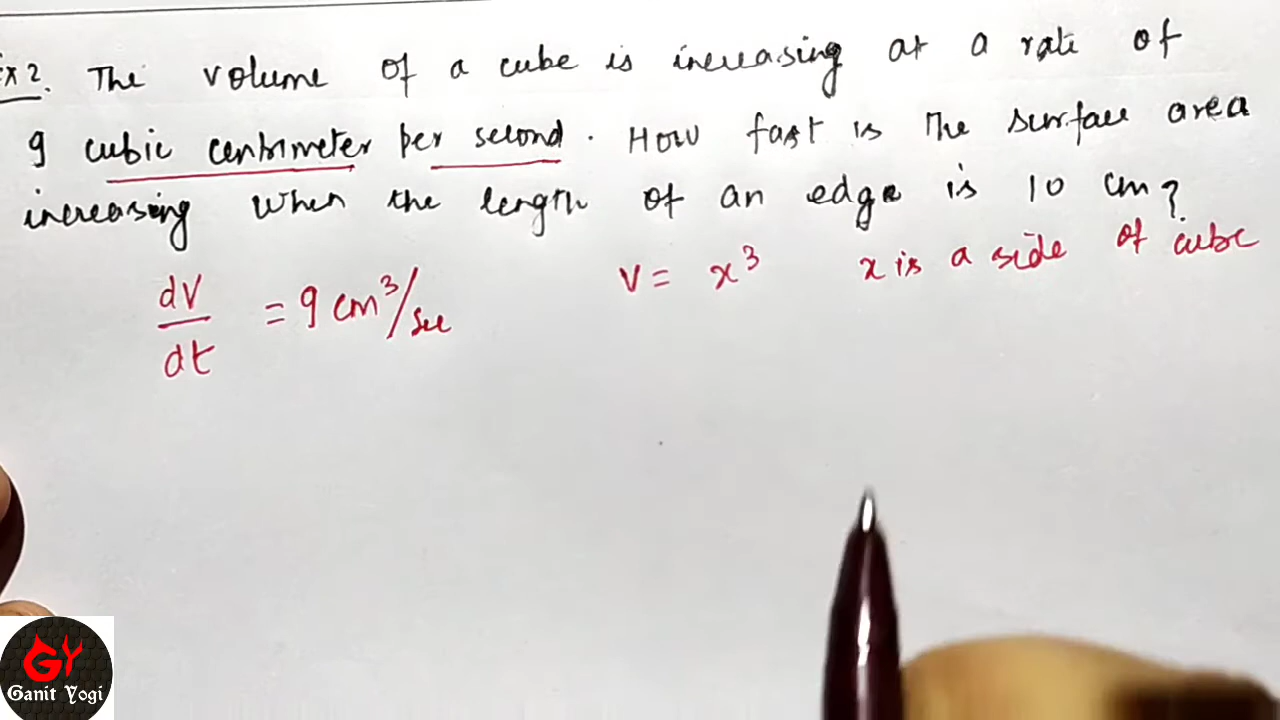 Ex 2. The volume of a cube is increasing at a rate of
9 cubic centimeter per second. How fast is the surface area
increasing when the length of an edge is 10 cm?
dV/dt = 9 cm³/sec
V = x³
x is a side of cube
GY
Ganit Yogi